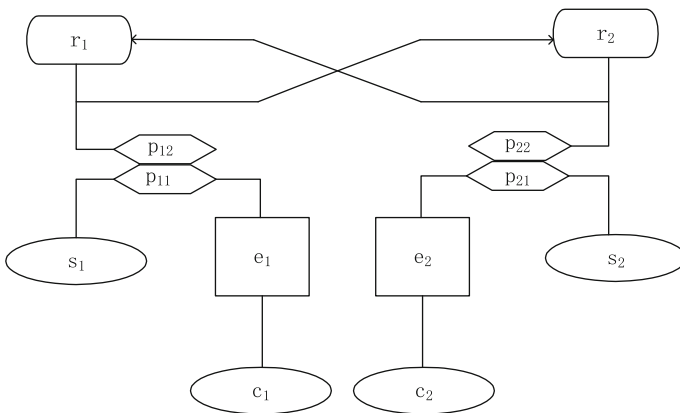 r₁
r₂
p₁₂
p₂₂
p₁₁
p₂₁
s₁
e₁
e₂
s₂
c₁
c₂